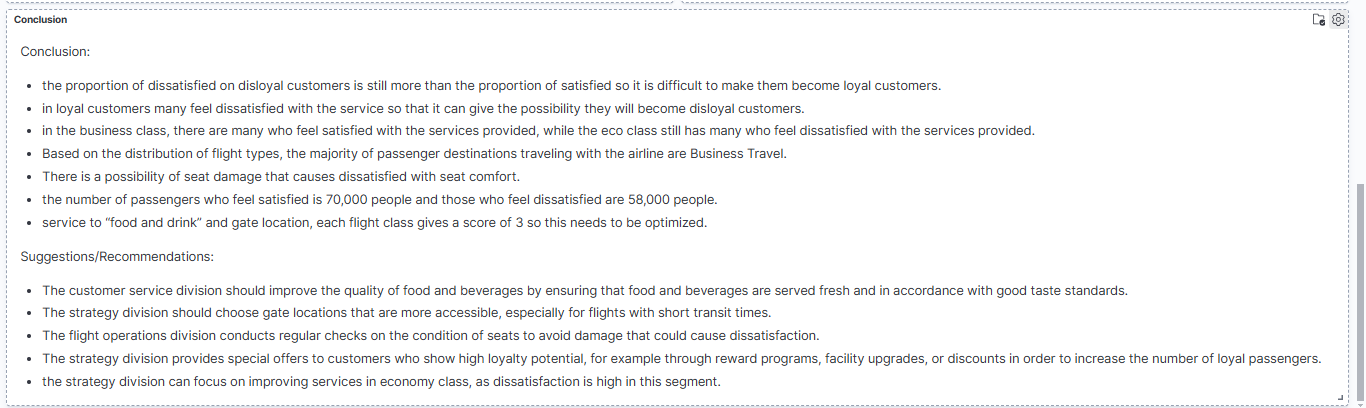 Conclusion
Conclusion:
• the proportion of dissatisfied on disloyal customers is still more than the proportion of satisfied so it is difficult to make them become loyal customers.
• in loyal customers many feel dissatisfied with the service so that it can give the possibility they will become disloyal customers.
• in the business class, there are many who feel satisfied with the services provided, while the eco class still has many who feel dissatisfied with the services provided.
• Based on the distribution of flight types, the majority of passenger destinations traveling with the airline are Business Travel.
• There is a possibility of seat damage that causes dissatisfied with seat comfort.
• the number of passengers who feel satisfied is 70,000 people and those who feel dissatisfied are 58,000 people.
• service to “food and drink” and gate location, each flight class gives a score of 3 so this needs to be optimized.
Suggestions/Recommendations:
• The customer service division should improve the quality of food and beverages by ensuring that food and beverages are served fresh and in accordance with good taste standards.
• The strategy division should choose gate locations that are more accessible, especially for flights with short transit times.
• The flight operations division conducts regular checks on the condition of seats to avoid damage that could cause dissatisfaction.
• The strategy division provides special offers to customers who show high loyalty potential, for example through reward programs, facility upgrades, or discounts in order to increase the number of loyal passengers.
• the strategy division can focus on improving services in economy class, as dissatisfaction is high in this segment.